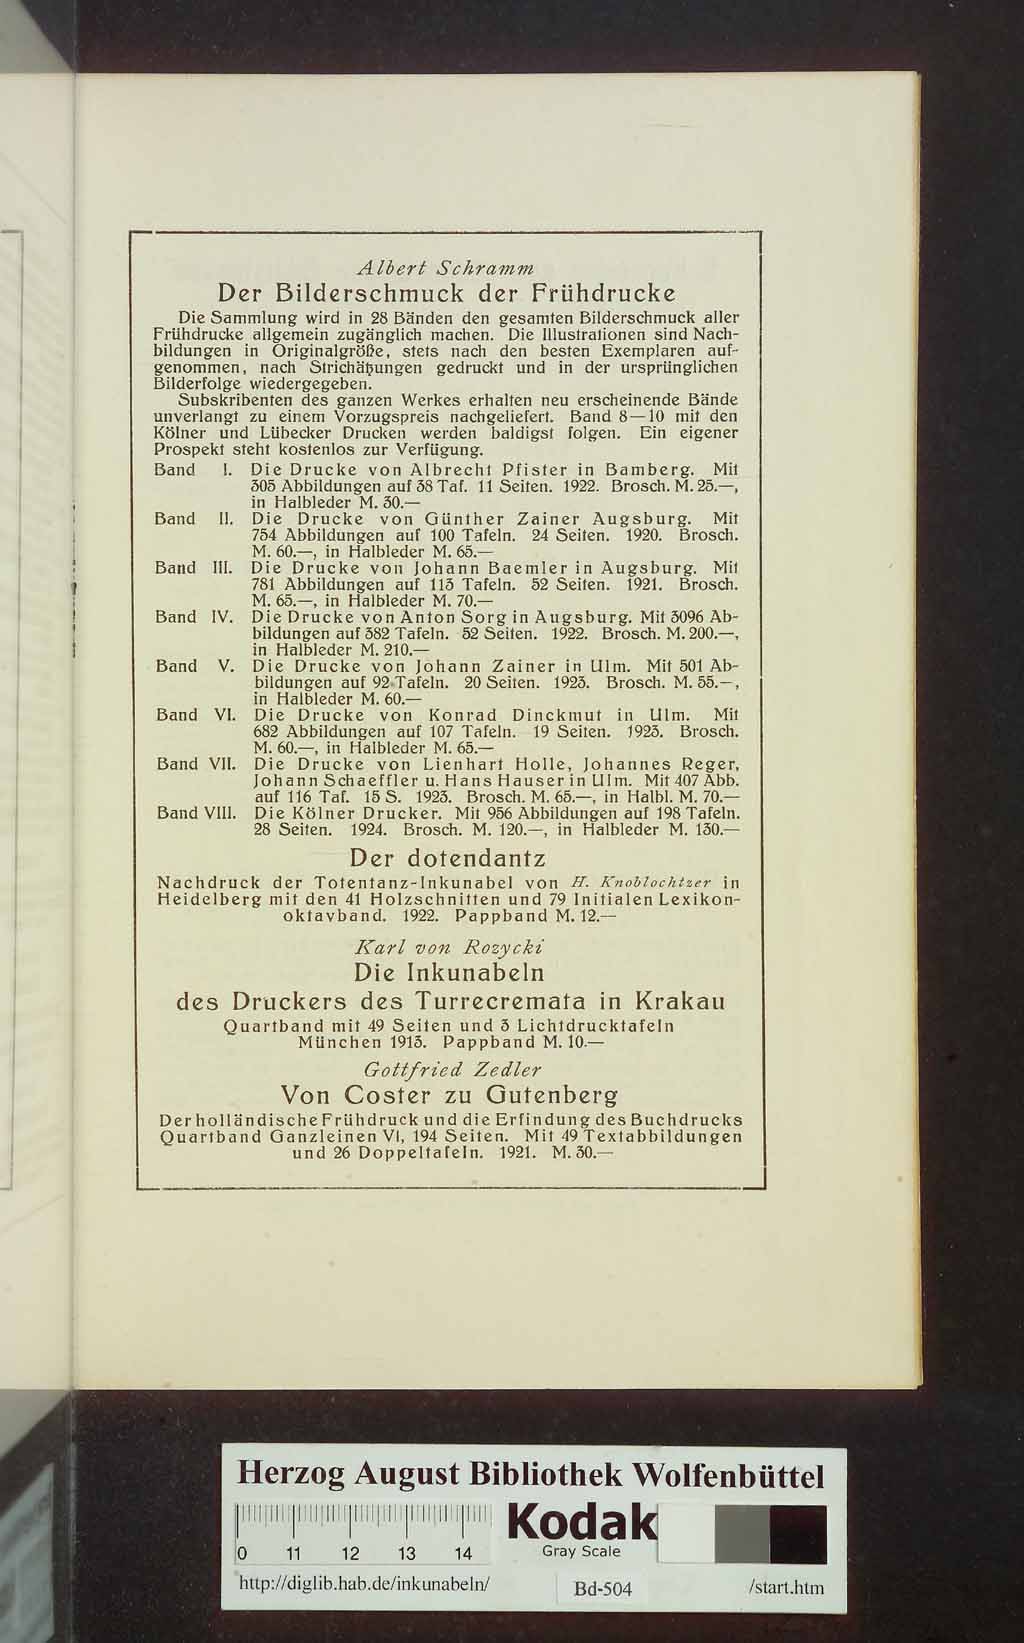 Albert Schramm
Der Bilderschmuck der Frühdrucke
Die Sammlung wird in 28 Bänden den gesamten Bilderschmuck aller
Frühdrucke allgemein zugänglich machen. Die Illustrationen sind Nach-
bildungen in Originalgröße, stets nach den besten Exemplaren auf-
genommen, nach Strichätzungen gedruckt und in der ursprünglichen
Bilderfolge wiedergegeben.
Subskribenten des ganzen Werkes erhalten neu erscheinende Bände
unverlangt zu einem Vorzugspreis nachgeliefert. Band 8—10 mit den
Kölner und Lübecker Drucken werden baldigst folgen. Ein eigener
Prospekt steht kostenlos zur Verfügung.
Band I. Die Drucke von Albrecht Pfister in Bamberg. Mit
305 Abbildungen auf 38 Taf. 11 Seiten. 1922. Brosch. M. 25.—,
in Halbleder M. 30.—
Band II. Die Drucke von Günther Zainer Augsburg. Mit
754 Abbildungen auf 100 Tafeln. 24 Seiten. 1920. Brosch.
M. 60.—, in Halbleder M. 65.—
Band III. Die Drucke von Johann Baemler in Augsburg. Mit
781 Abbildungen auf 113 Tafeln. 52 Seiten. 1921. Brosch.
M. 65.—, in Halbleder M. 70.—
Band IV. Die Drucke von Anton Sorg in Augsburg. Mit 3096 Ab-
bildungen auf 382 Tafeln. 52 Seiten. 1922. Brosch. M. 200.—,
in Halbleder M. 210.—
Band V. Die Drucke von Johann Zainer in Ulm. Mit 501 Ab-
bildungen auf 92 Tafeln. 20 Seiten. 1923. Brosch. M. 55.—,
in Halbleder M. 60.—
Band VI. Die Drucke von Konrad Dinckmut in Ulm. Mit
682 Abbildungen auf 107 Tafeln. 19 Seiten. 1923. Brosch.
M. 60.—, in Halbleder M. 65.—
Band VII. Die Drucke von Lienhart Holle, Johannes Reger,
Johann Schaeffler u. Hans Hauser in Ulm. Mit 407 Abb.
auf 116 Taf. 15 S. 1923. Brosch. M. 65.—, in Halbl. M. 70.—
Band VIII. Die Kölner Drucker. Mit 956 Abbildungen auf 198 Tafeln.
28 Seiten. 1924. Brosch. M. 120.—, in Halbleder M. 130.—
Der dotendantz
Nachdruck der Totentanz-Inkunabel von H. Knoblochtzer in
Heidelberg mit den 41 Holzschnitten und 79 Initialen Lexikon-
oktavband. 1922. Pappband M. 12.—
Karl von Rozycki
Die Inkunabeln
des Druckers des Turrecremata in Krakau
Quartband mit 49 Seiten und 3 Lichtdrucktafeln
München 1913. Pappband M. 10.—
Gottfried Zedler
Von Coster zu Gutenberg
Der holländische Frühdruck und die Erfindung des Buchdrucks
Quartband Ganzleinen VI, 194 Seiten. Mit 49 Textabbildungen
und 26 Doppeltafeln. 1921. M. 30.—
Herzog August Bibliothek Wolfenbüttel
Kodak
Gray Scale
0 11 12 13 14
http://diglib.hab.de/inkunabeln/ Bd-504 /start.htm